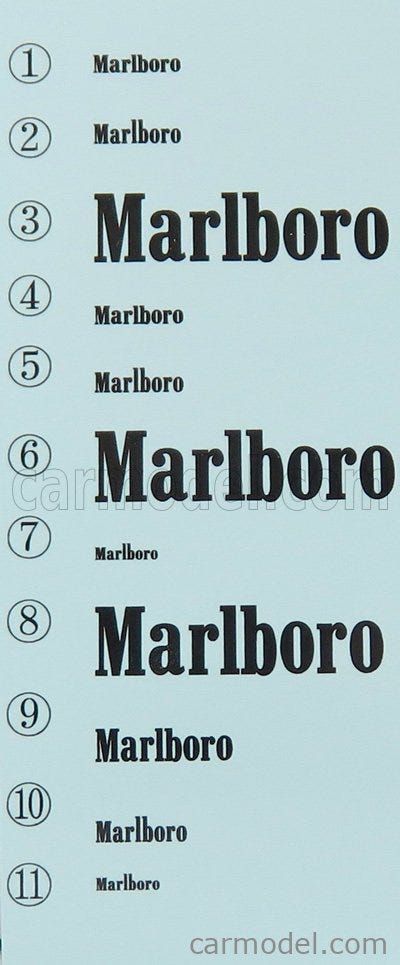 ① Marlboro
② Marlboro
③ Marlboro
④ Marlboro
⑤ Marlboro
⑥ Marlboro
carmodel.com
⑦ Marlboro
⑧ Marlboro
⑨ Marlboro
⑩ Marlboro
⑪ Marlboro
carmodel.com